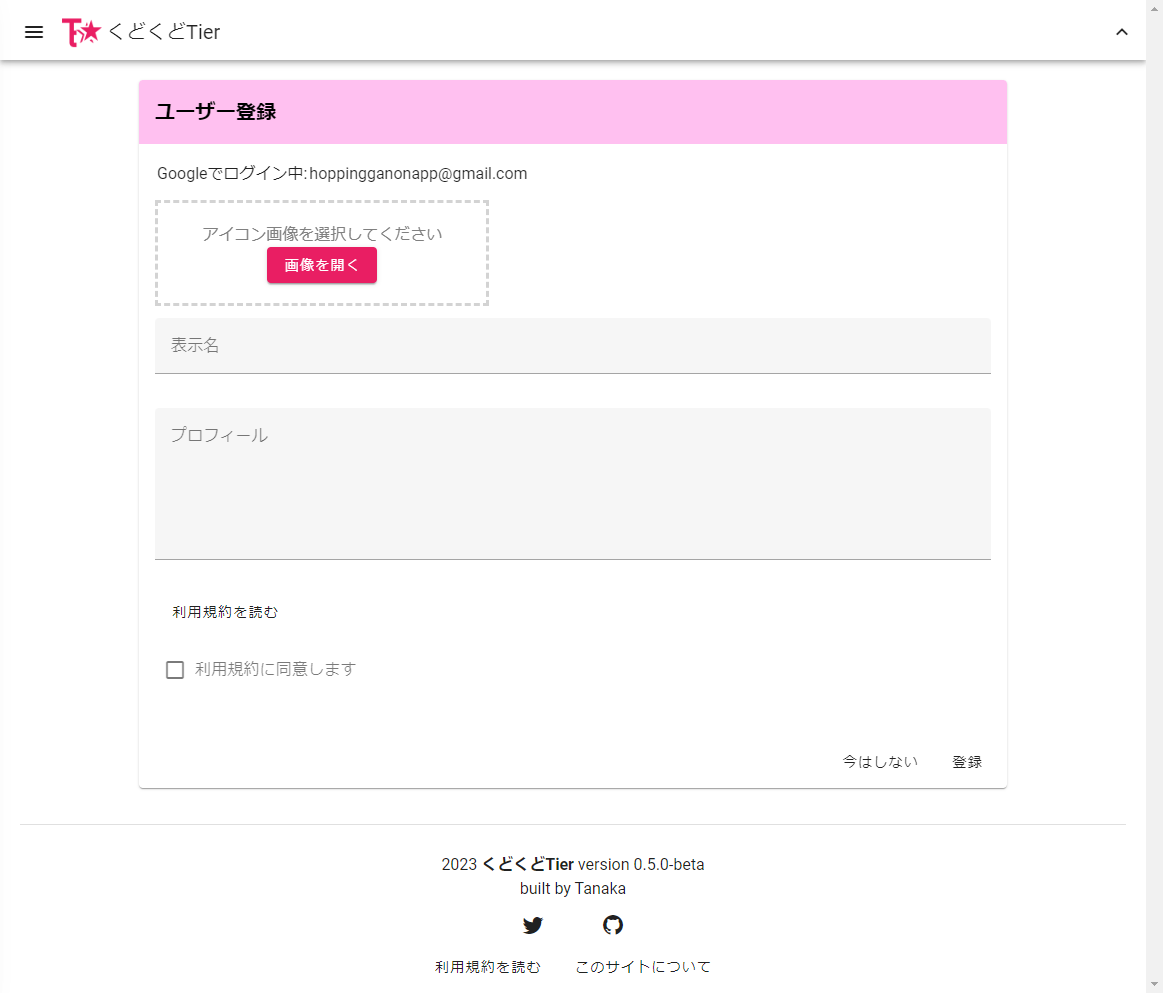 くどくどTier
ユーザー登録
Googleでログイン中:hoppingganonapp@gmail.com
アイコン画像を選択してください
画像を開く
表示名
プロフィール
利用規約を読む
利用規約に同意します
今はしない 登録
2023 くどくどTier version 0.5.0-beta
built by Tanaka
利用規約を読む このサイトについて